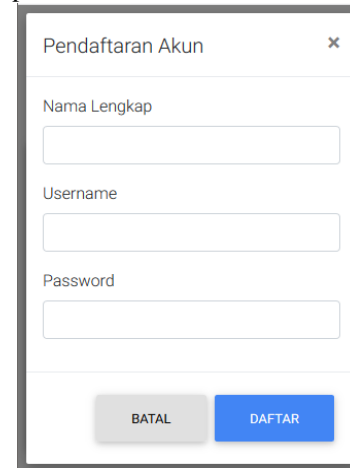 Pendaftaran Akun ×
Nama Lengkap
Username
Password
BATAL DAFTAR